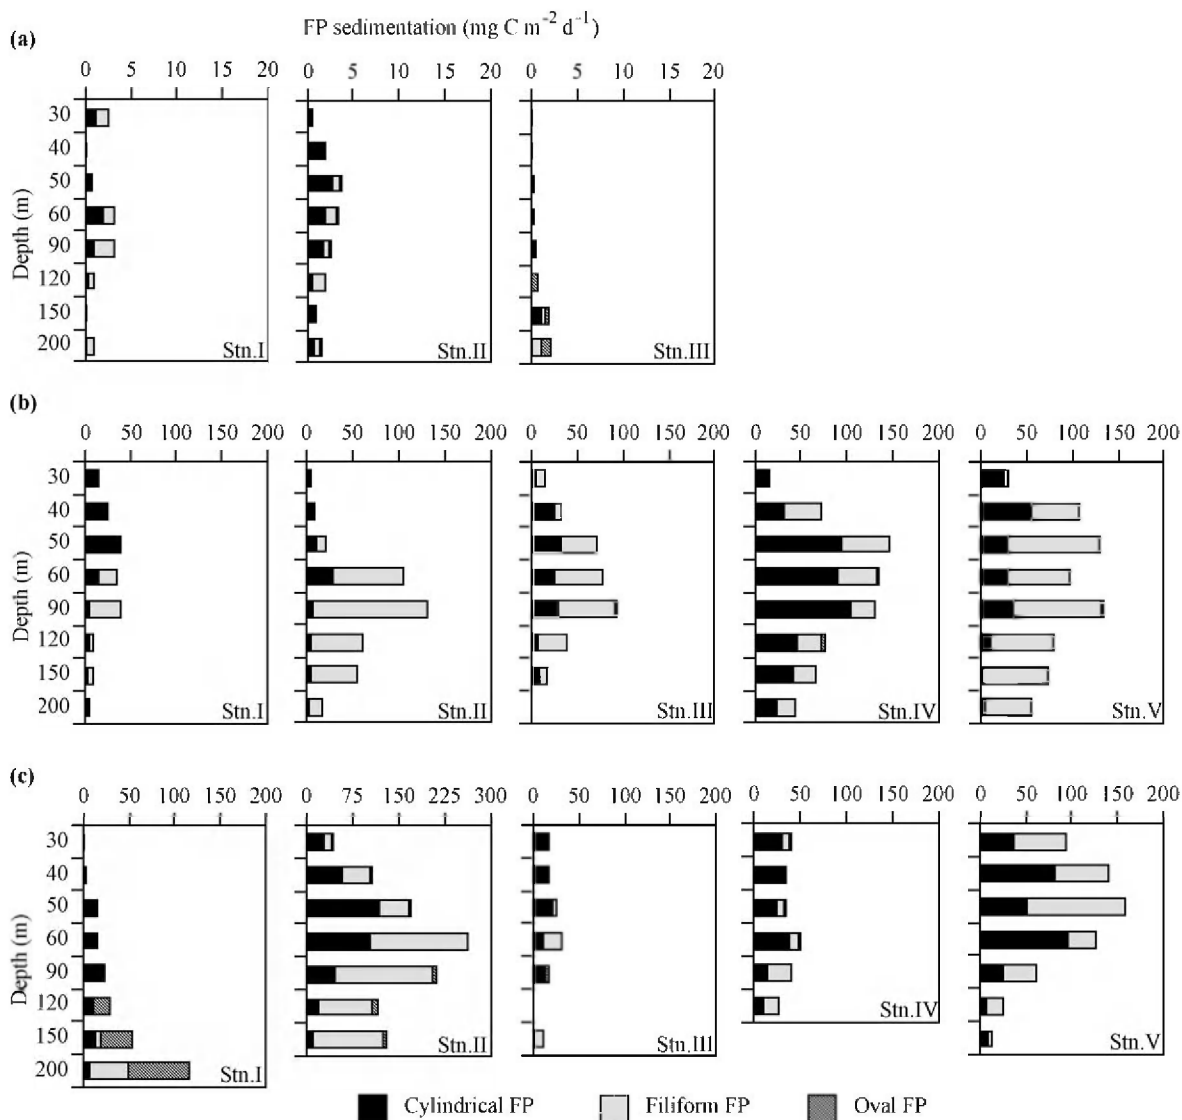 FP sedimentation (mg C m⁻² d⁻¹)
(a)
0 5 10 15 20 0 5 10 15 20 0 5 10 15 20
Depth (m)
30
40
50
60
90
120
150
200
Stn.I Stn.II Stn.III
(b)
0 50 100 150 200 0 50 100 150 200 0 50 100 150 200 0 50 100 150 200 0 50 100 150 200
Depth (m)
30
40
50
60
90
120
150
200
Stn.I Stn.II Stn.III Stn.IV Stn.V
(c)
0 50 100 150 200 0 75 150 225 300 0 50 100 150 200 0 50 100 150 200 0 50 100 150 200
Depth (m)
30
40
50
60
90
120
150
200
Stn.I Stn.II Stn.III Stn.IV Stn.V
Cylindrical FP Filiform FP Oval FP